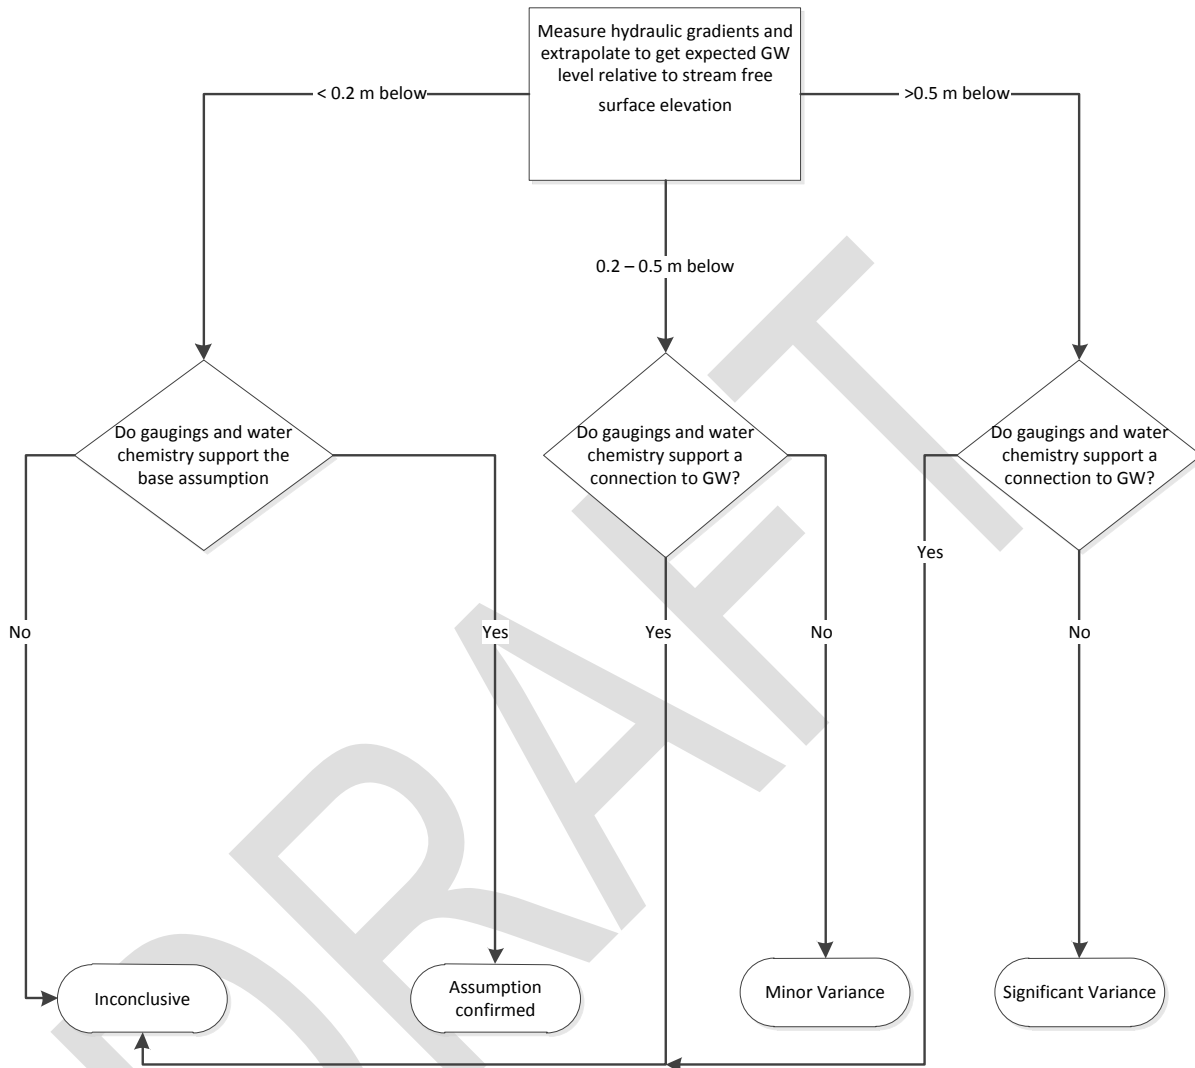 Measure hydraulic gradients and
extrapolate to get expected GW
level relative to stream free
surface elevation
< 0.2 m below
>0.5 m below
0.2 – 0.5 m below
Do gaugings and water
chemistry support the
base assumption
Do gaugings and water
chemistry support a
connection to GW?
Do gaugings and water
chemistry support a
connection to GW?
Yes
No
Yes
Yes
No
No
Inconclusive
Assumption
confirmed
Minor Variance
Significant Variance
DRAFT